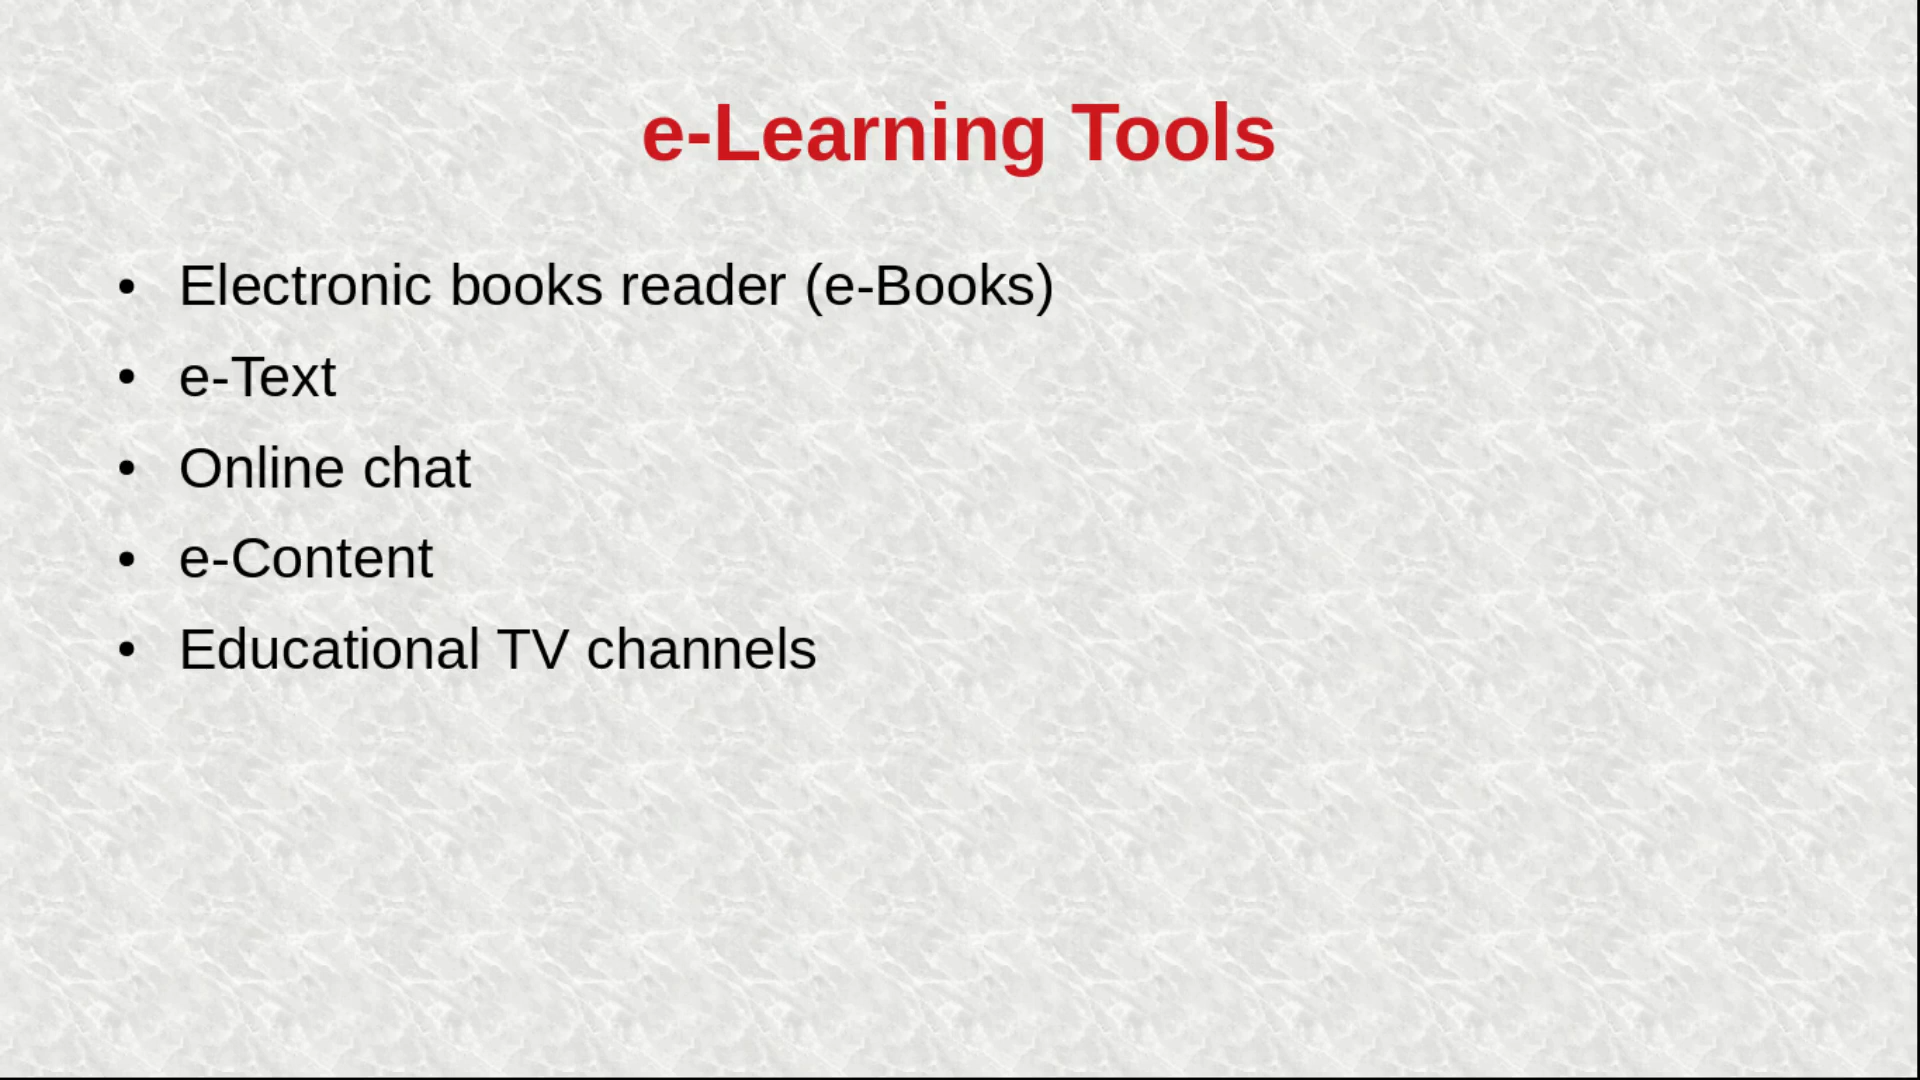 e-Learning Tools
• Electronic books reader (e-Books)
• e-Text
• Online chat
• e-Content
• Educational TV channels